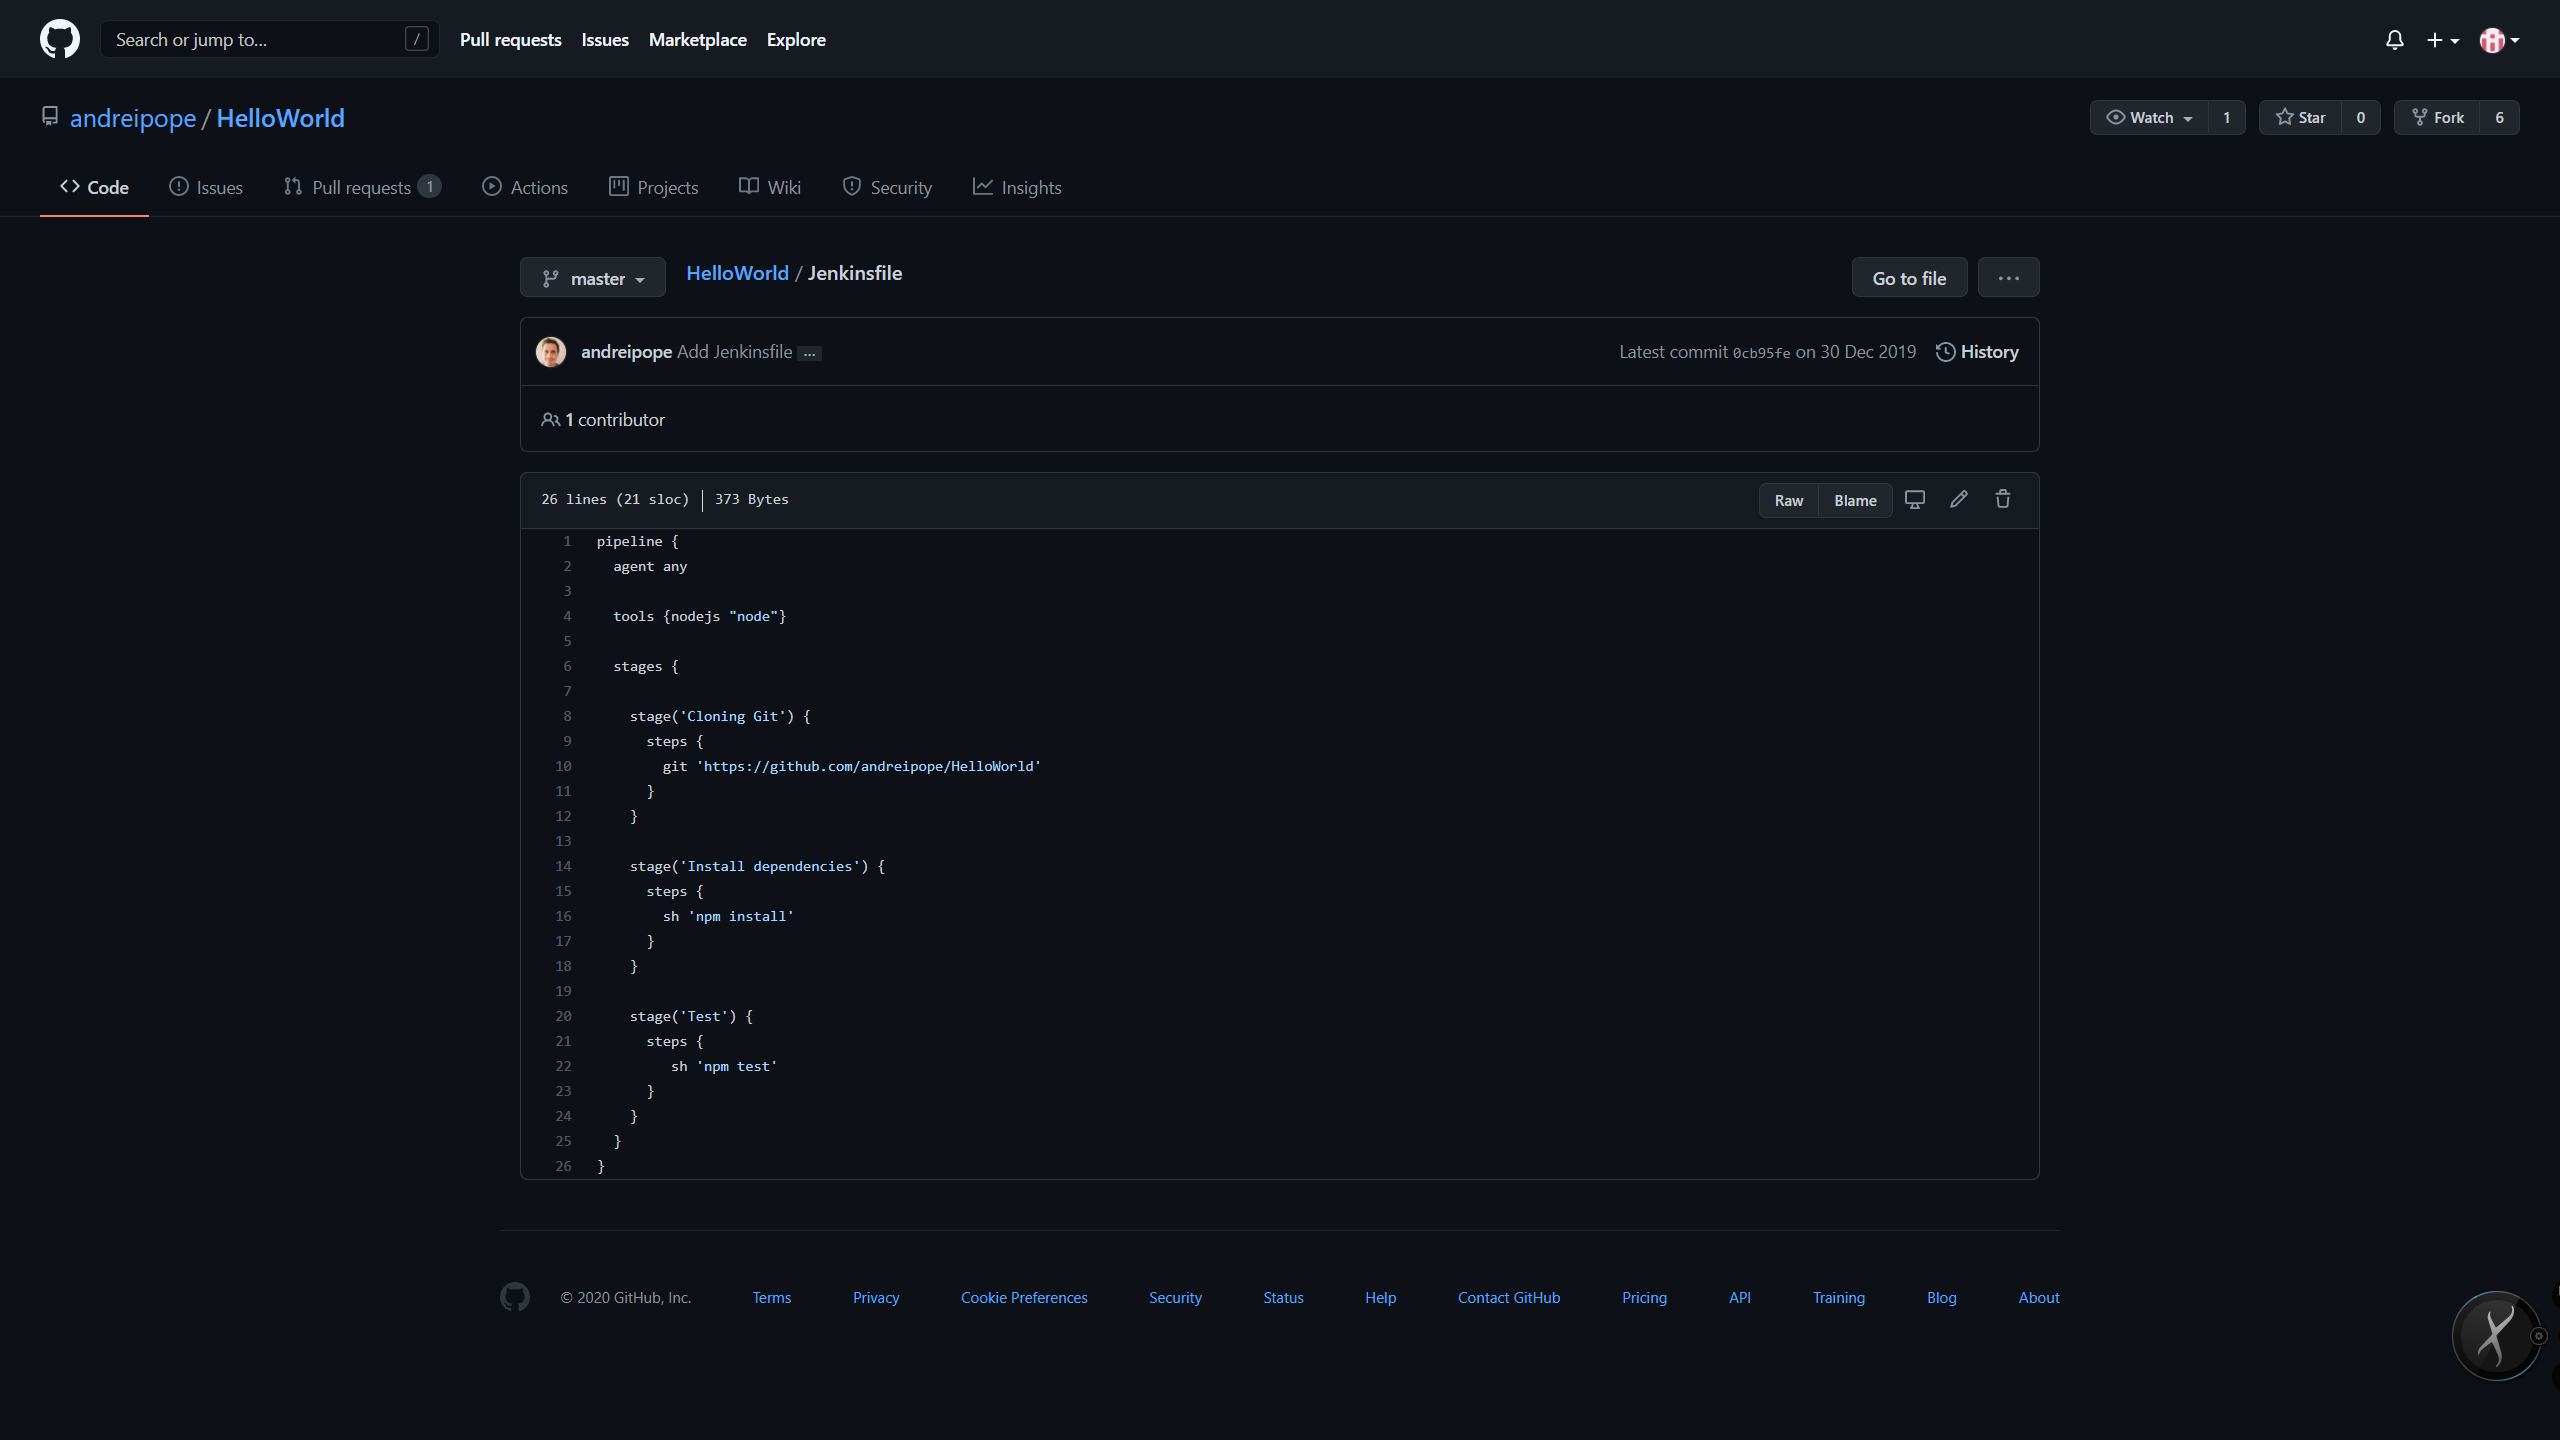 Search or jump to... /
Pull requests Issues Marketplace Explore
andreipope / HelloWorld
Watch 1 Star 0 Fork 6
Code Issues Pull requests 1 Actions Projects Wiki Security Insights
master HelloWorld / Jenkinsfile Go to file ...
andreipope Add Jenkinsfile ... Latest commit 0cb95fe on 30 Dec 2019 History
1 contributor
26 lines (21 sloc) 373 Bytes Raw Blame
1 pipeline {
2   agent any
3
4   tools {nodejs "node"}
5
6   stages {
7
8     stage('Cloning Git') {
9       steps {
10         git 'https://github.com/andreipope/HelloWorld'
11       }
12     }
13
14     stage('Install dependencies') {
15       steps {
16         sh 'npm install'
17       }
18     }
19
20     stage('Test') {
21       steps {
22          sh 'npm test'
23       }
24     }
25   }
26 }
© 2020 GitHub, Inc. Terms Privacy Cookie Preferences Security Status Help Contact GitHub Pricing API Training Blog About